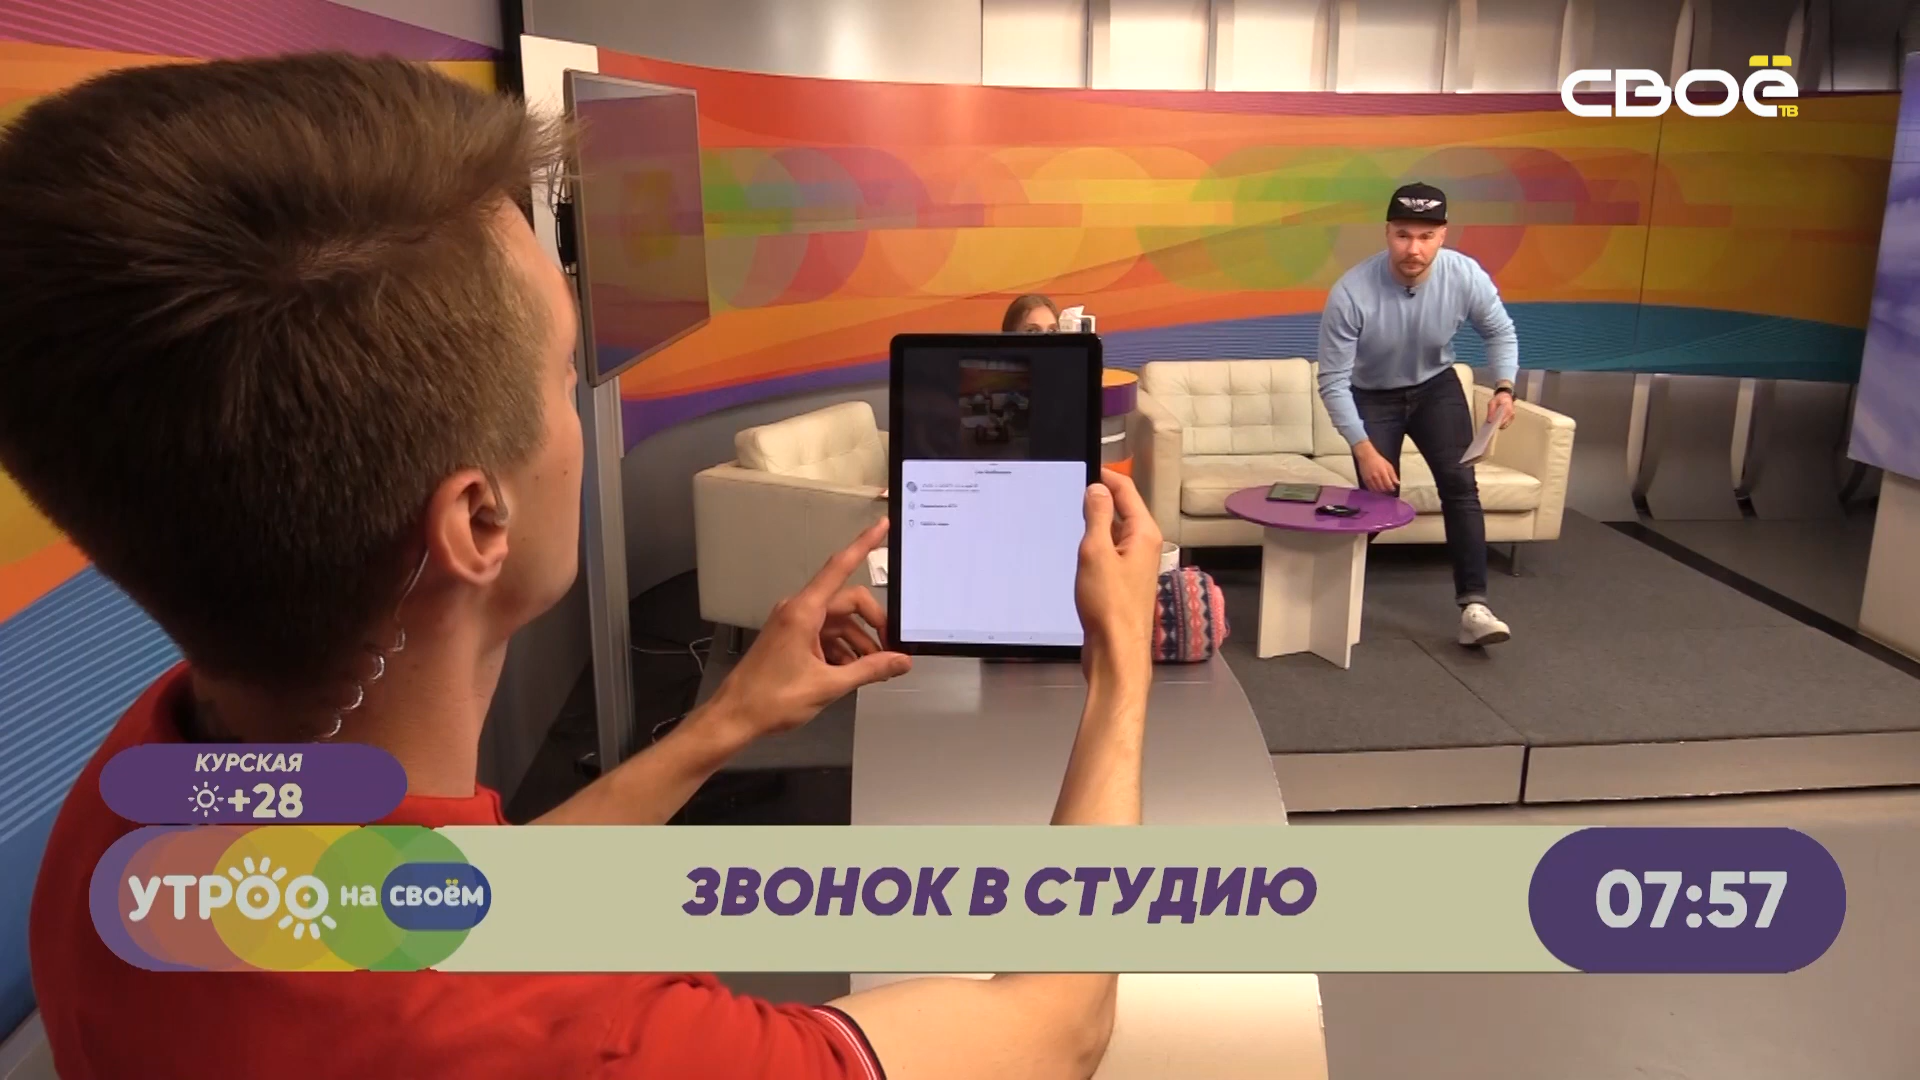 СВОЁ
ТВ
КУРСКАЯ
+28
УТРО НА СВОЁМ
ЗВОНОК В СТУДИЮ
07:57